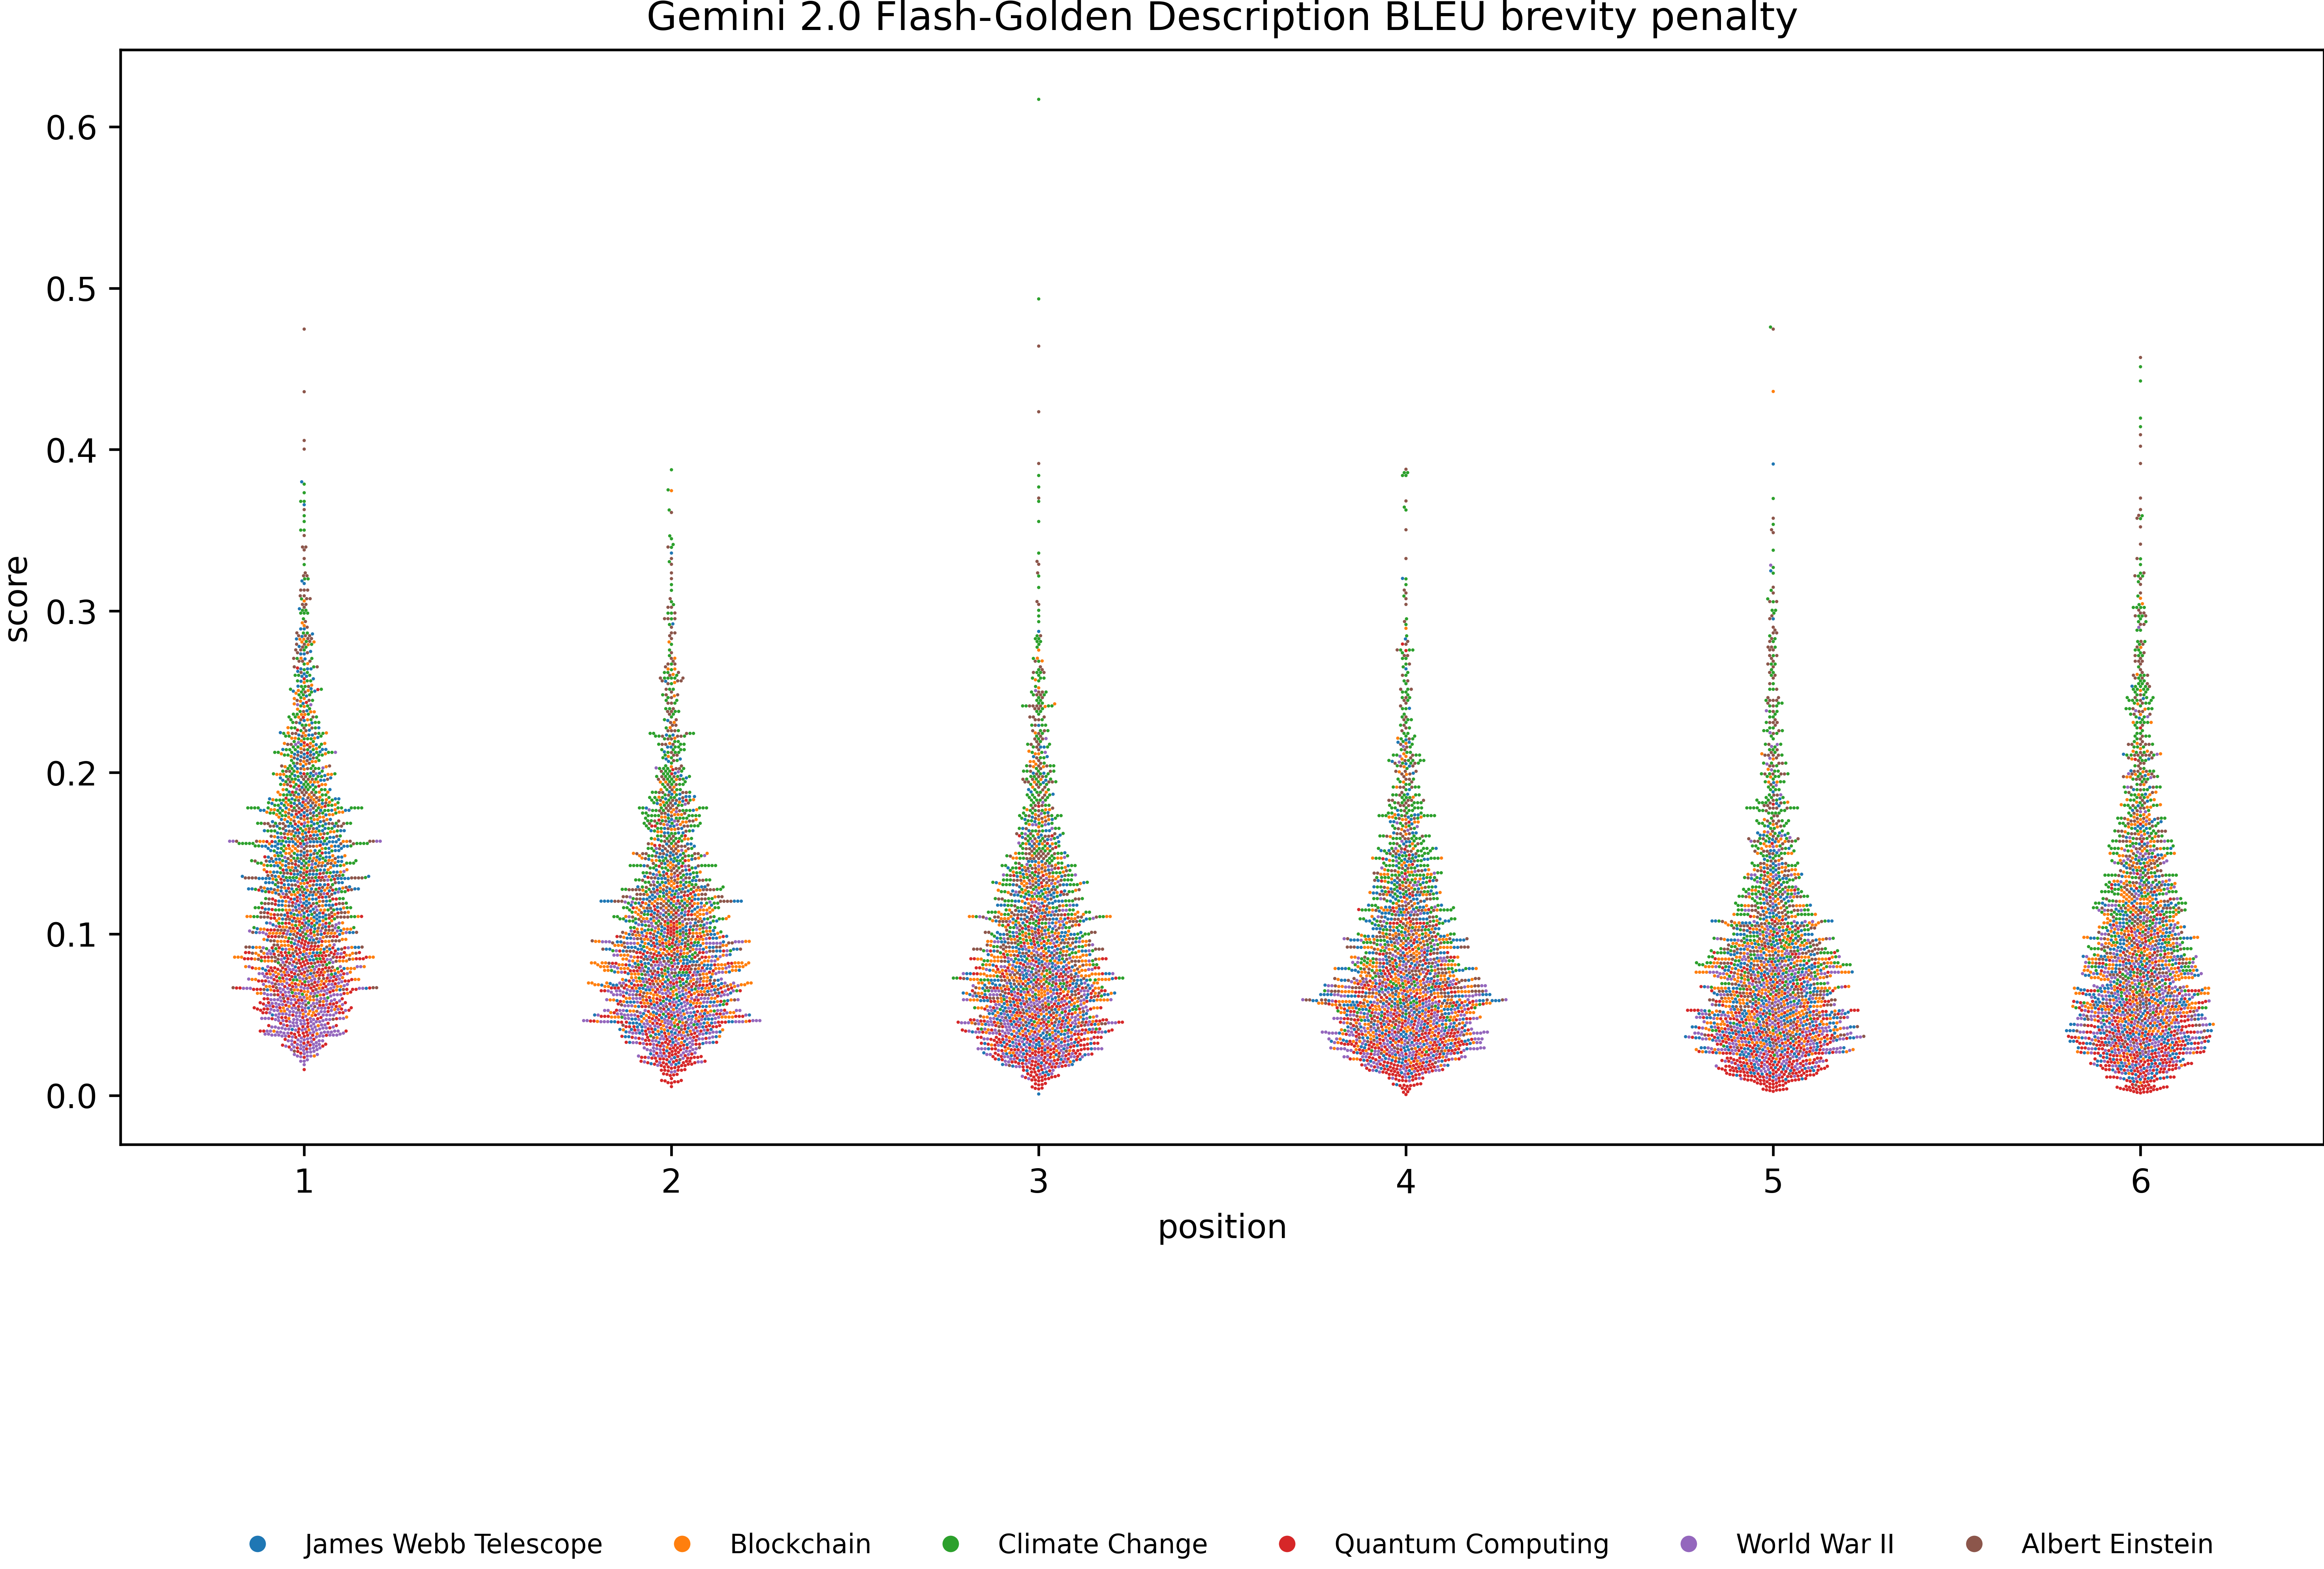 Gemini 2.0 Flash-Golden Description BLEU brevity penalty
0.6
0.5
0.4
0.3
0.2
0.1
0.0
score
1 2 3 4 5 6
position
James Webb Telescope Blockchain Climate Change Quantum Computing World War II Albert Einstein